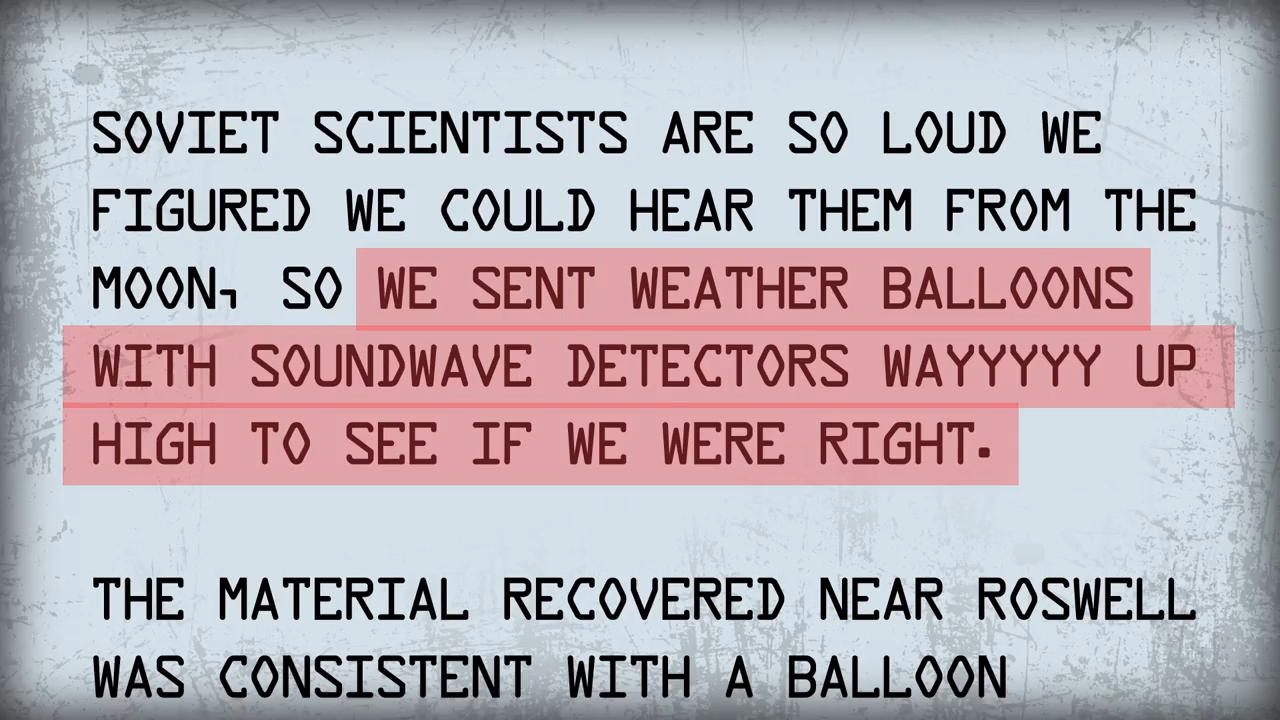 SOVIET SCIENTISTS ARE SO LOUD WE
FIGURED WE COULD HEAR THEM FROM THE
MOON, SO WE SENT WEATHER BALLOONS
WITH SOUNDWAVE DETECTORS WAYYYYY UP
HIGH TO SEE IF WE WERE RIGHT.
THE MATERIAL RECOVERED NEAR ROSWELL
WAS CONSISTENT WITH A BALLOON